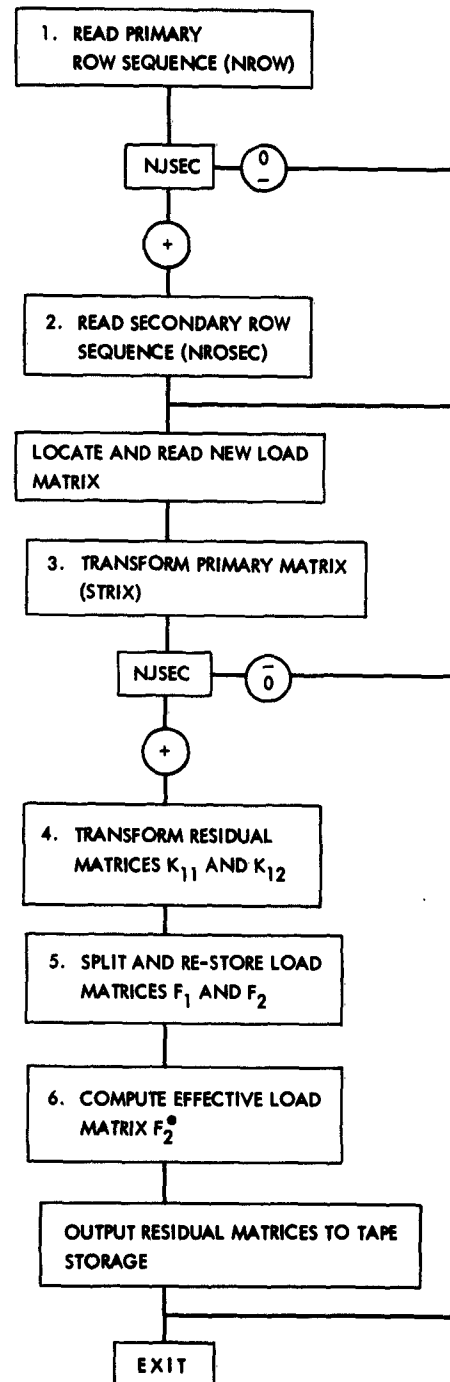 1. READ PRIMARY
ROW SEQUENCE (NROW)
NJSEC
0
−
+
2. READ SECONDARY ROW
SEQUENCE (NROSEC)
LOCATE AND READ NEW LOAD
MATRIX
3. TRANSFORM PRIMARY MATRIX
(STRIX)
NJSEC
−
0
+
4. TRANSFORM RESIDUAL
MATRICES K₁₁ AND K₁₂
5. SPLIT AND RE-STORE LOAD
MATRICES F₁ AND F₂
6. COMPUTE EFFECTIVE LOAD
MATRIX F₂•
OUTPUT RESIDUAL MATRICES TO TAPE
STORAGE
EXIT